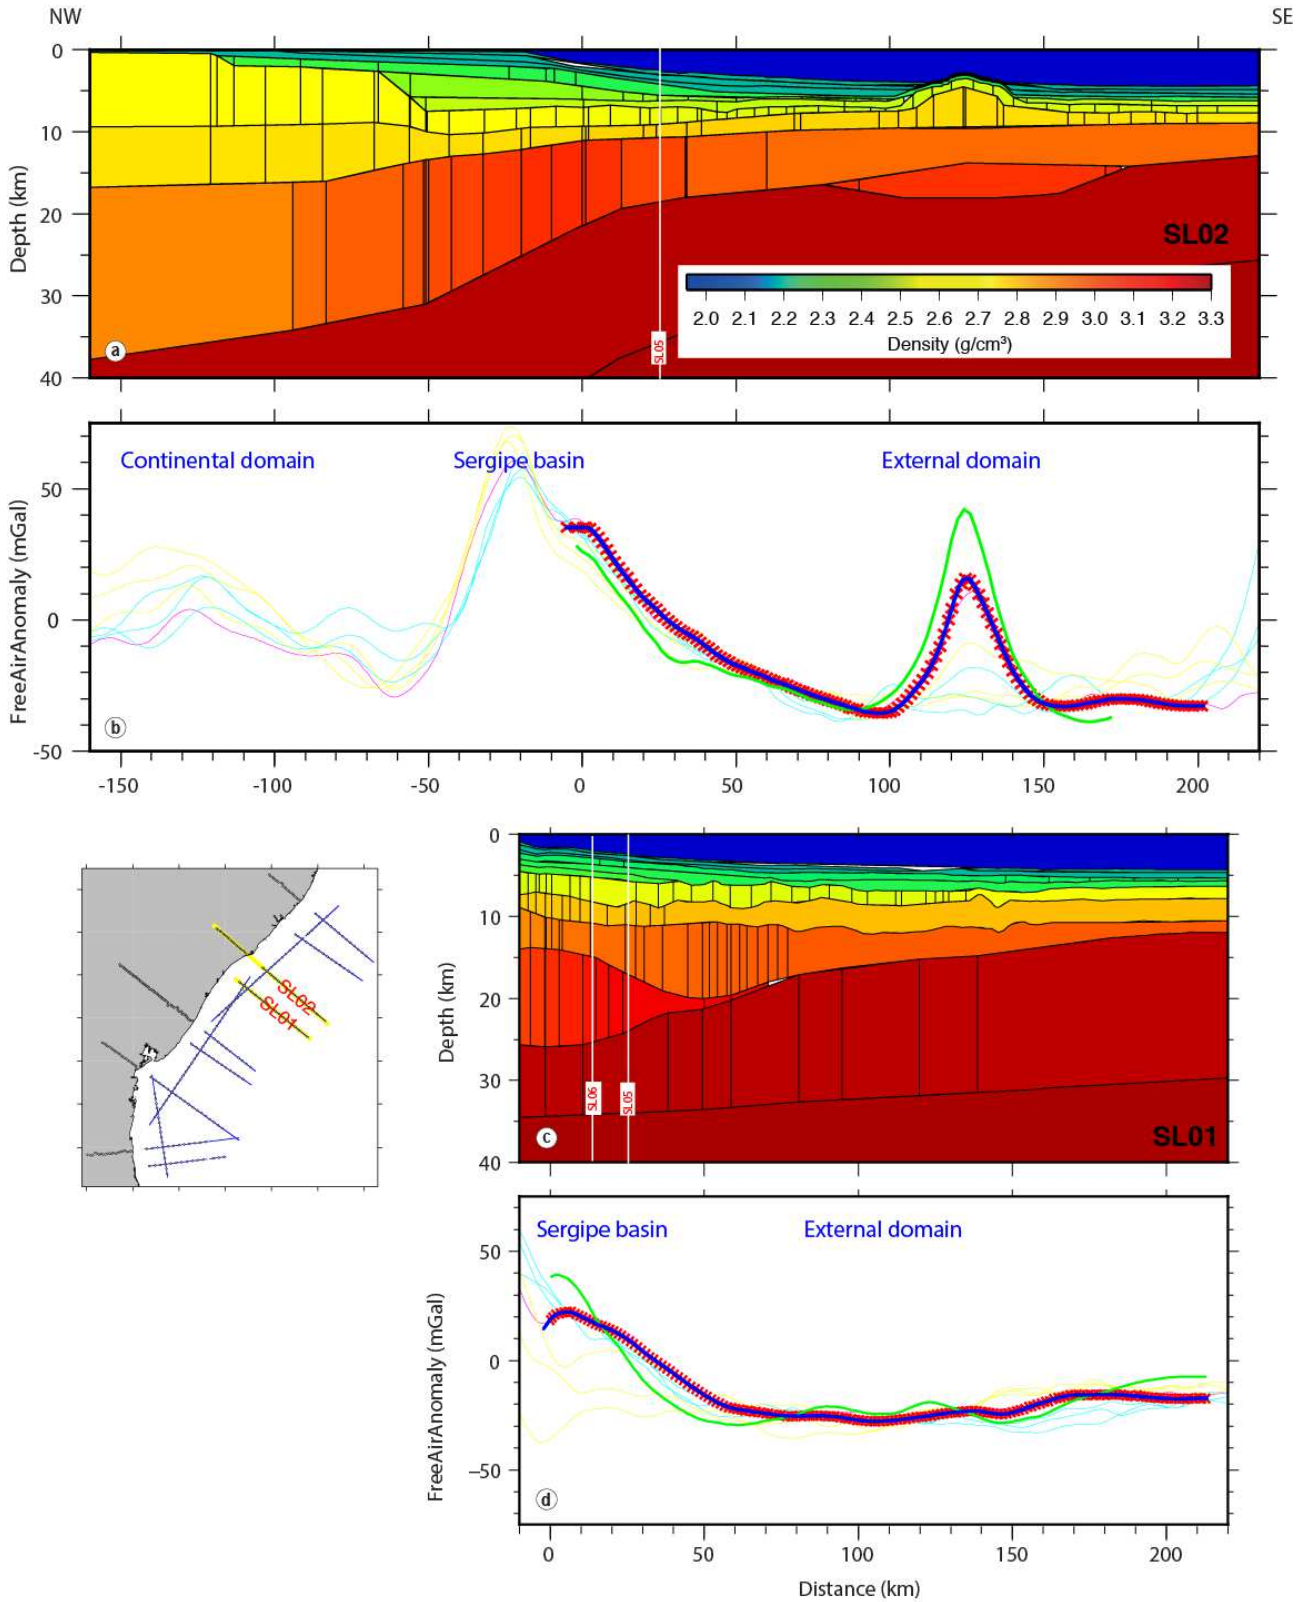 NW SE
0
10
20
30
40
Depth (km)
SL02
2.0 2.1 2.2 2.3 2.4 2.5 2.6 2.7 2.8 2.9 3.0 3.1 3.2 3.3
Density (g/cm³)
SL05
a
Continental domain Sergipe basin External domain
50
0
-50
FreeAirAnomaly (mGal)
b
-150 -100 -50 0 50 100 150 200
SL02
SL01
0
10
20
30
40
Depth (km)
SL06 SL05
c
SL01
Sergipe basin External domain
50
0
−50
FreeAirAnomaly (mGal)
d
0 50 100 150 200
Distance (km)